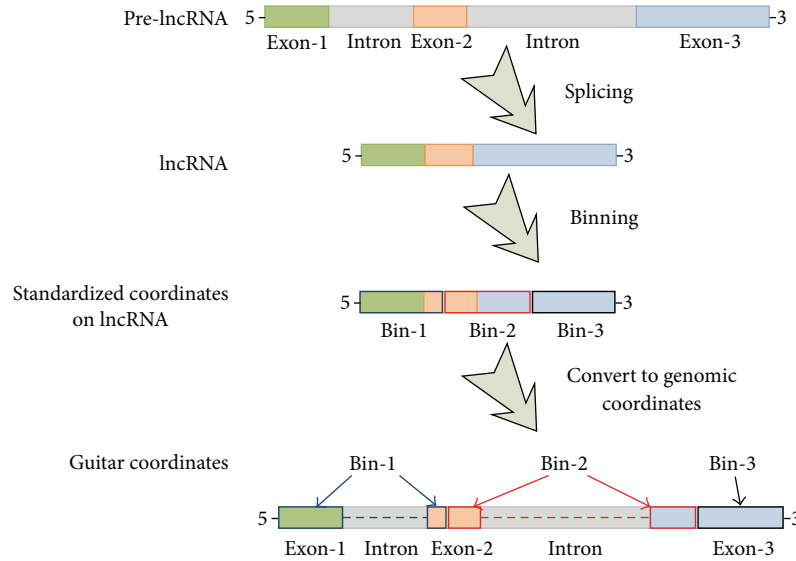 Pre-lncRNA
5 -3
Exon-1 Intron Exon-2 Intron Exon-3
Splicing
lncRNA
5 -3
Binning
Standardized coordinates
on lncRNA
5 -3
Bin-1 Bin-2 Bin-3
Convert to genomic
coordinates
Guitar coordinates
Bin-1 Bin-2 Bin-3
5 -3
Exon-1 Intron Exon-2 Intron Exon-3